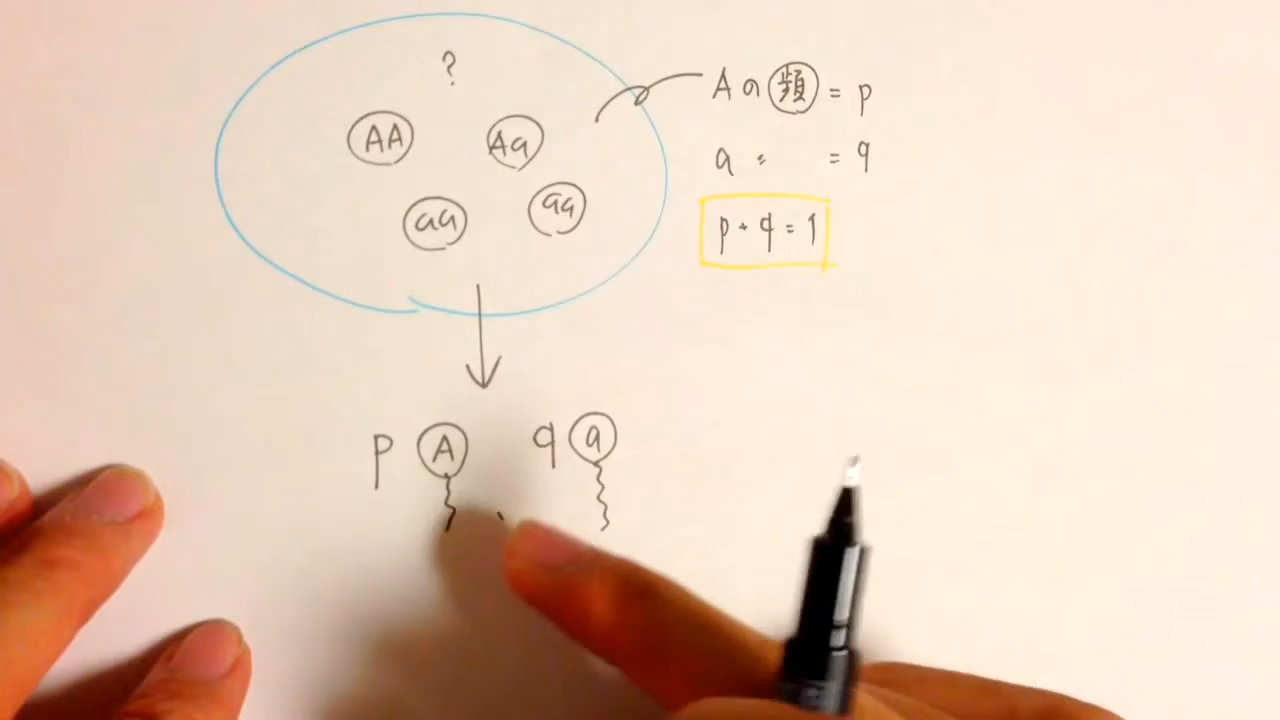 ?
AA Aa
aa aa
Aの頻 = p
a 〃 = q
p + q = 1
p A q a